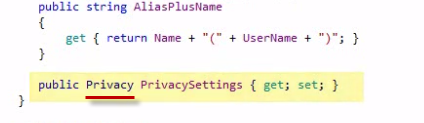 public string AliasPlusName
{
get { return Name + "(" + UserName + ")"; }
}
public Privacy PrivacySettings { get; set; }
}